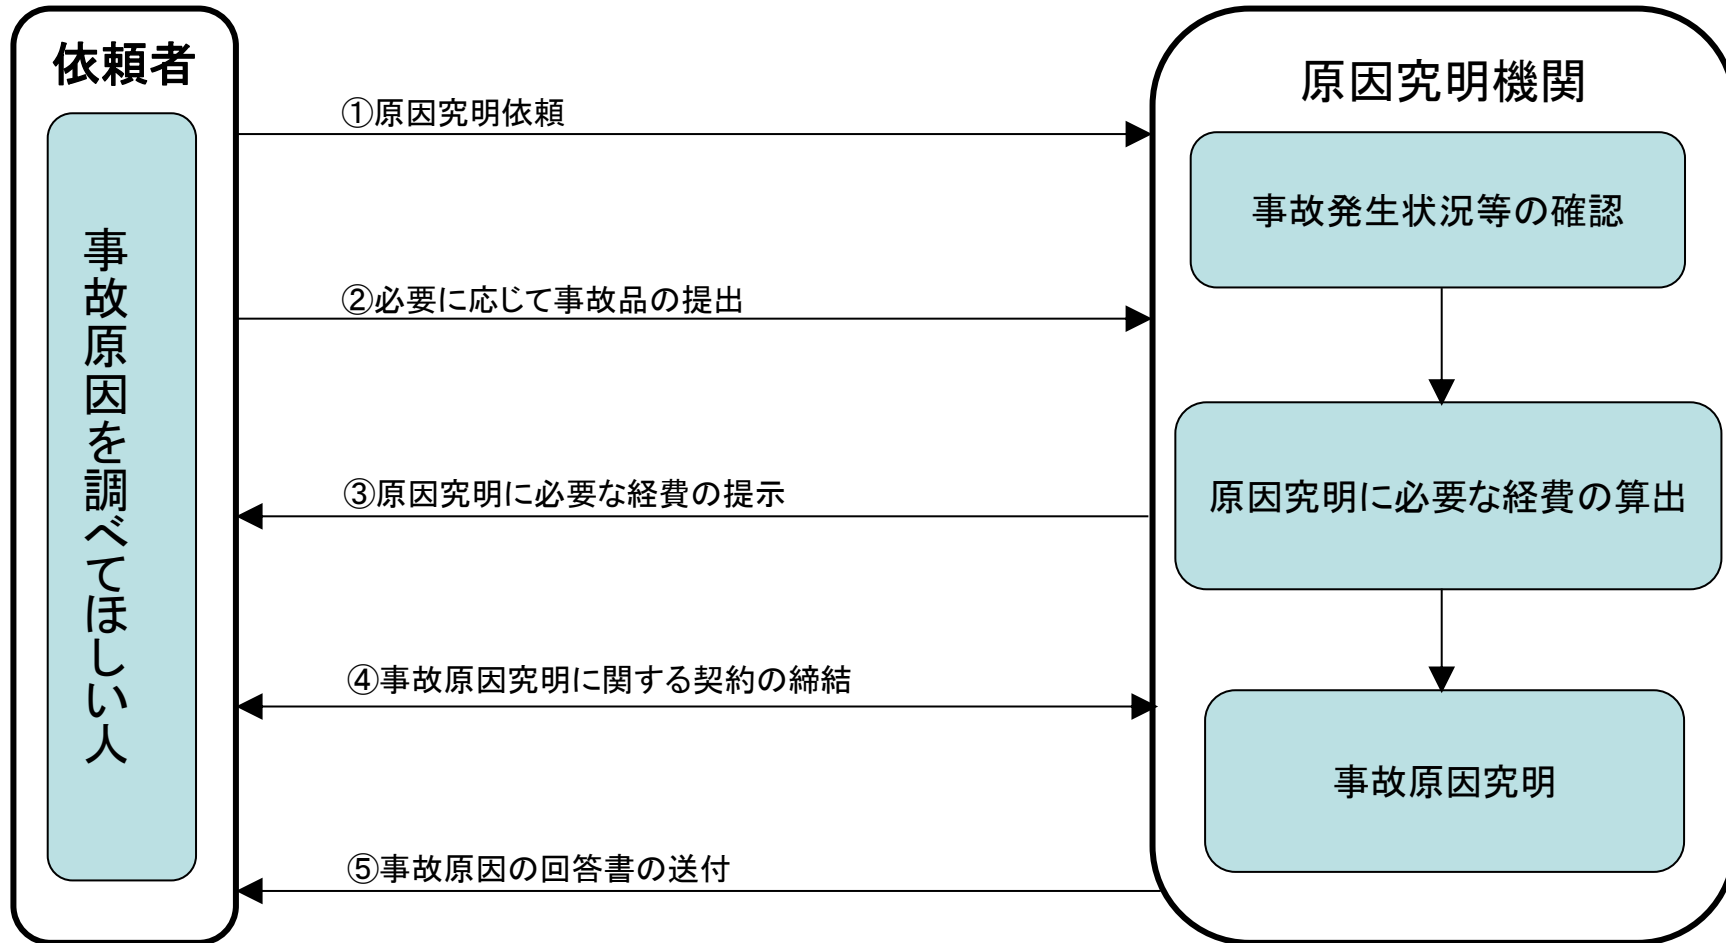 依頼者
事故原因を調べてほしい人
①原因究明依頼
②必要に応じて事故品の提出
③原因究明に必要な経費の提示
④事故原因究明に関する契約の締結
⑤事故原因の回答書の送付
原因究明機関
事故発生状況等の確認
原因究明に必要な経費の算出
事故原因究明